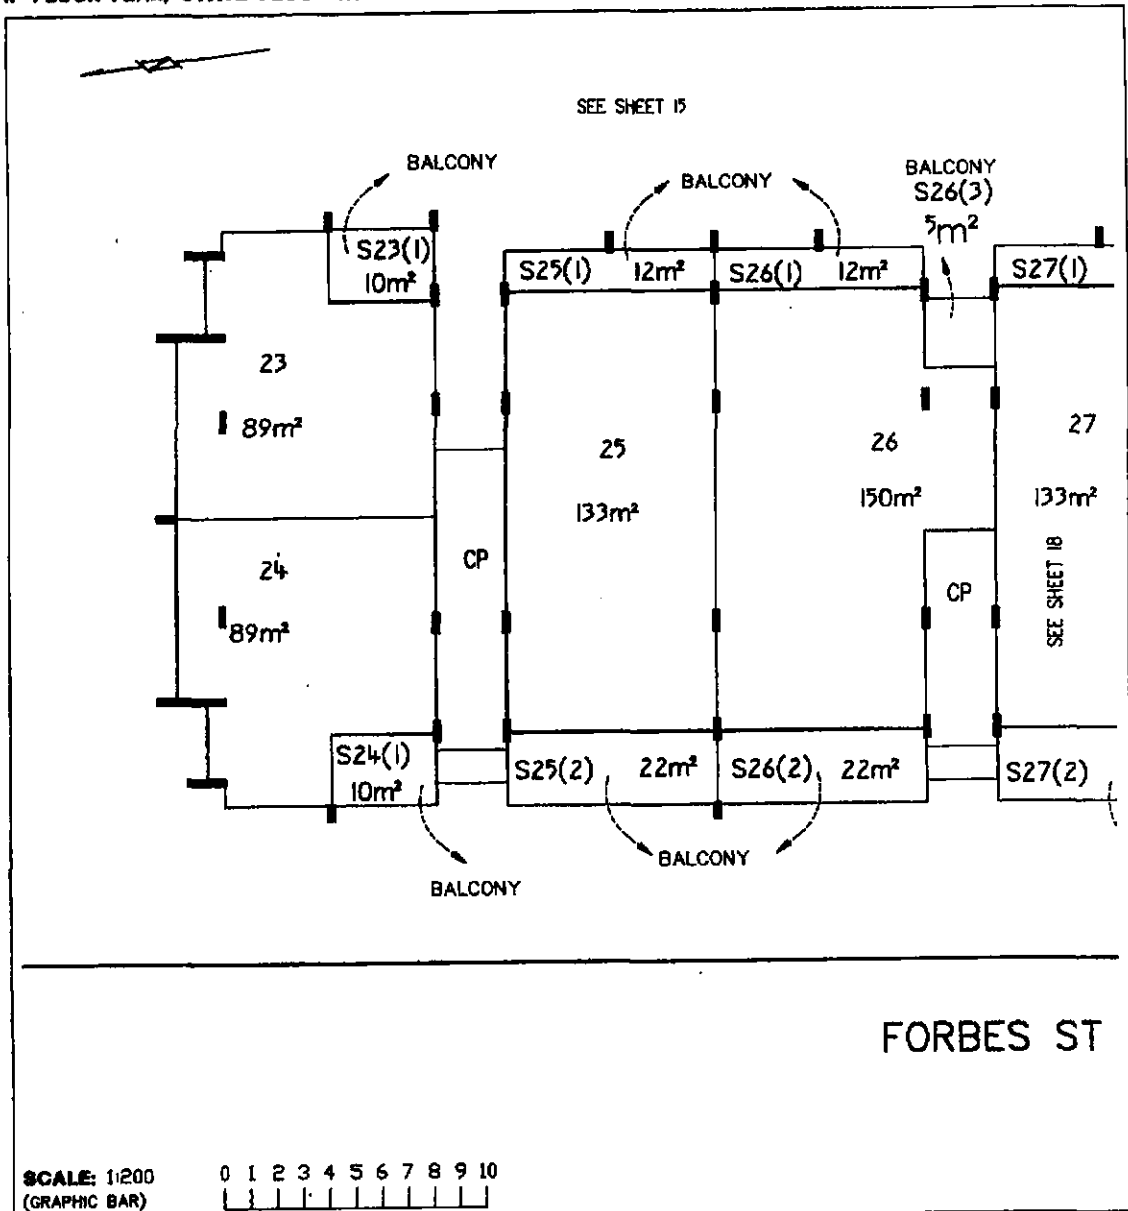 SEE SHEET 15
BALCONY
BALCONY
BALCONY
S26(3)
5m²
S23(1)
10m²
S25(1) 12m²
S26(1) 12m²
S27(1)
23
89m²
25
133m²
26
150m²
27
133m²
24
89m²
CP
CP
SEE SHEET 18
S24(1)
10m²
S25(2) 22m²
S26(2) 22m²
S27(2)
BALCONY
BALCONY
FORBES ST
SCALE: 1:200
(GRAPHIC BAR)
0 1 2 3 4 5 6 7 8 9 10